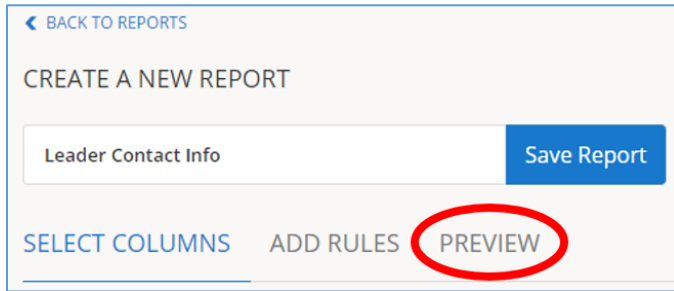 BACK TO REPORTS
CREATE A NEW REPORT
Leader Contact Info Save Report
SELECT COLUMNS ADD RULES PREVIEW